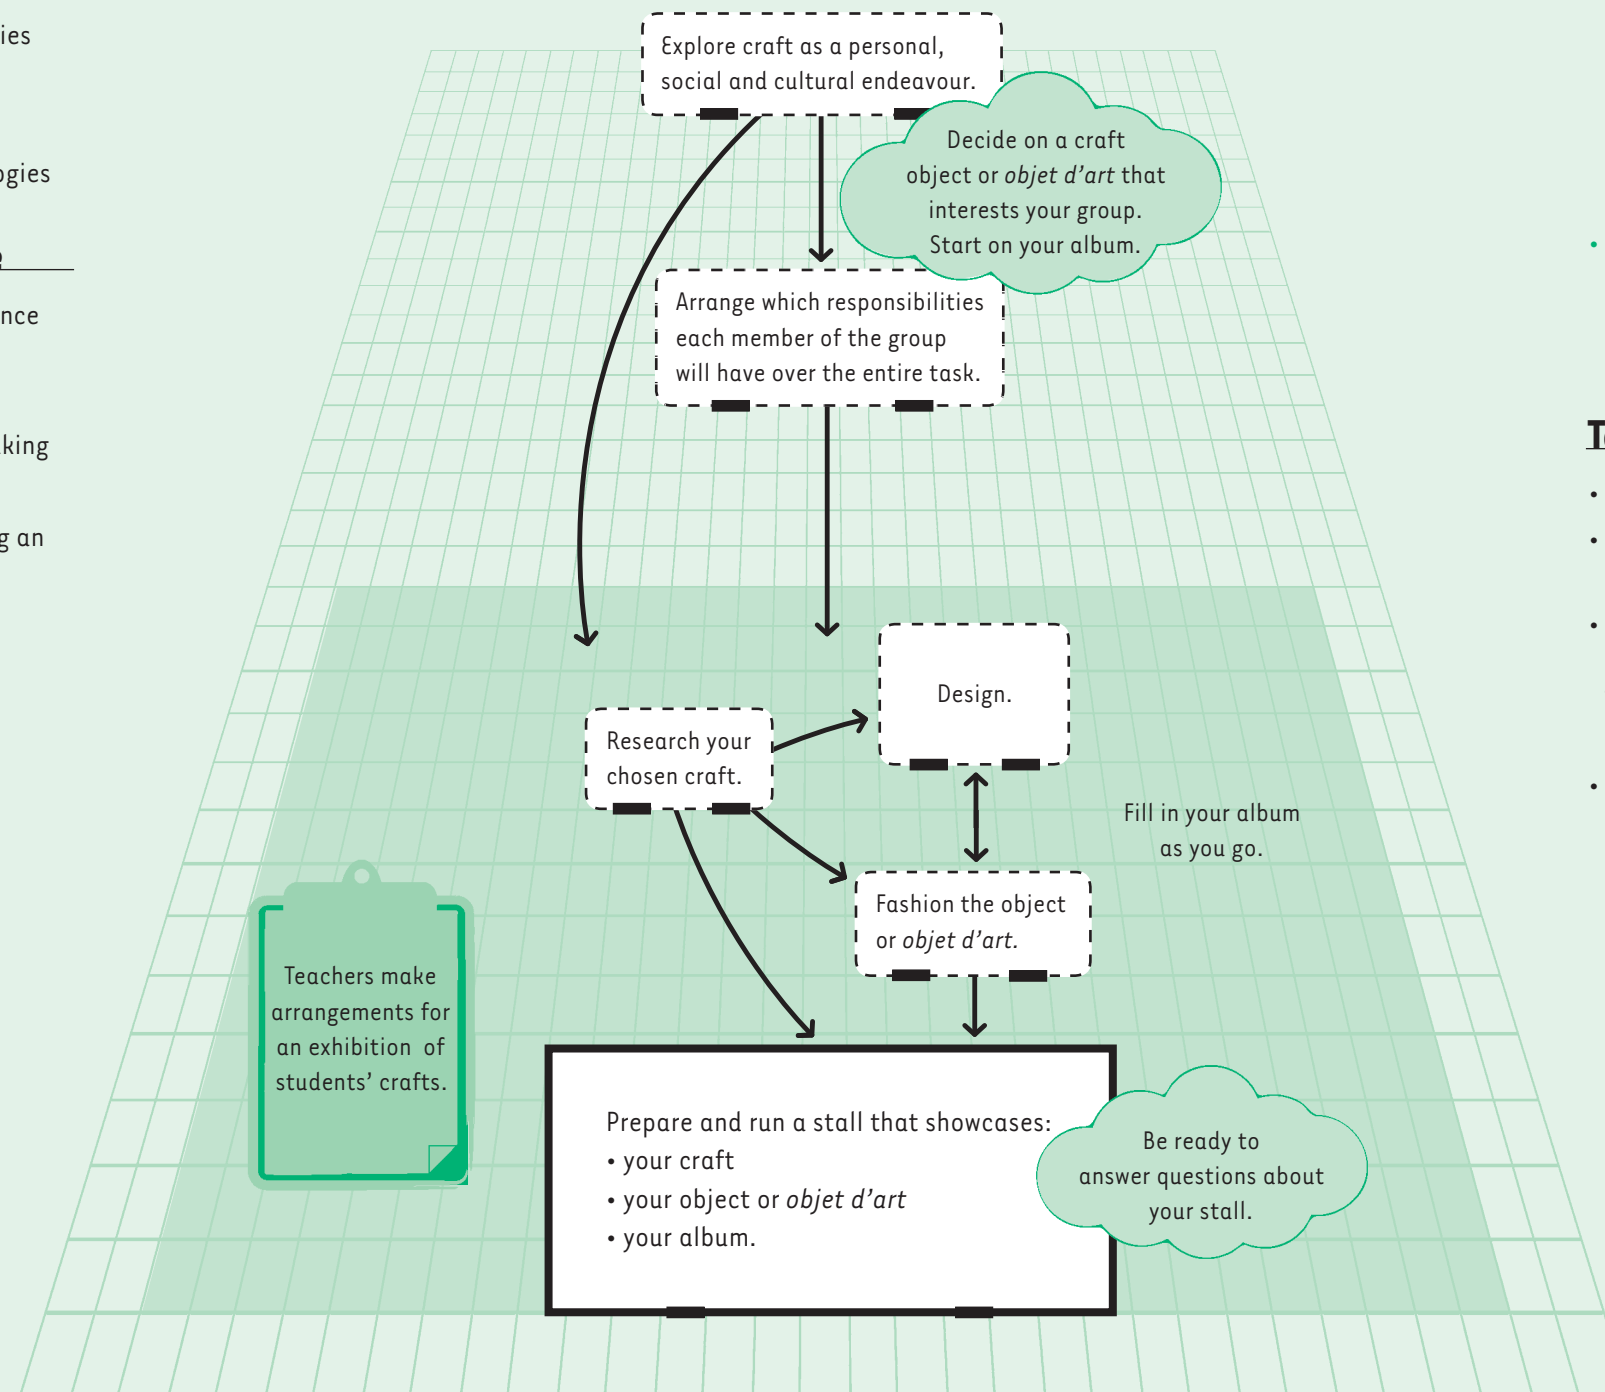 ies
ogies
nce
king
g an
Explore craft as a personal,
social and cultural endeavour.
Decide on a craft
object or objet d’art that
interests your group.
Start on your album.
Arrange which responsibilities
each member of the group
will have over the entire task.
Design.
Research your
chosen craft.
Fill in your album
as you go.
Fashion the object
or objet d’art.
Teachers make
arrangements for
an exhibition of
students’ crafts.
Prepare and run a stall that showcases:
• your craft
• your object or objet d’art
• your album.
Be ready to
answer questions about
your stall.